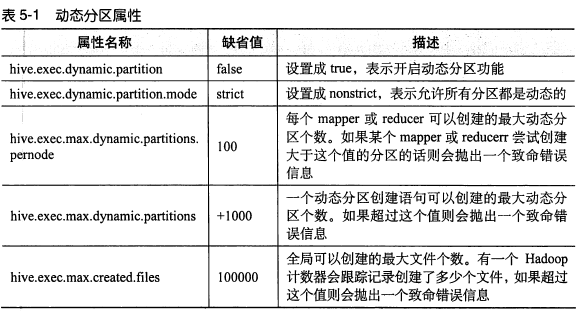 表 5-1 动态分区属性
属性名称 缺省值 描述
hive.exec.dynamic.partition false 设置成 true，表示开启动态分区功能
hive.exec.dynamic.partition.mode strict 设置成 nonstrict，表示允许所有分区都是动态的
hive.exec.max.dynamic.partitions.
pernode
100
每个 mapper 或 reducer 可以创建的最大动态分
区个数。如果某个 mapper 或 reducerr 尝试创建
大于这个值的分区的话则会抛出一个致命错误
信息
hive.exec.max.dynamic.partitions +1000
一个动态分区创建语句可以创建的最大动态分
区个数。如果超过这个值则会抛出一个致命错
误信息
hive.exec.max.created.files 100000
全局可以创建的最大文件个数。有一个 Hadoop
计数器会跟踪记录创建了多少个文件，如果超过
这个值则会抛出一个致命错误信息